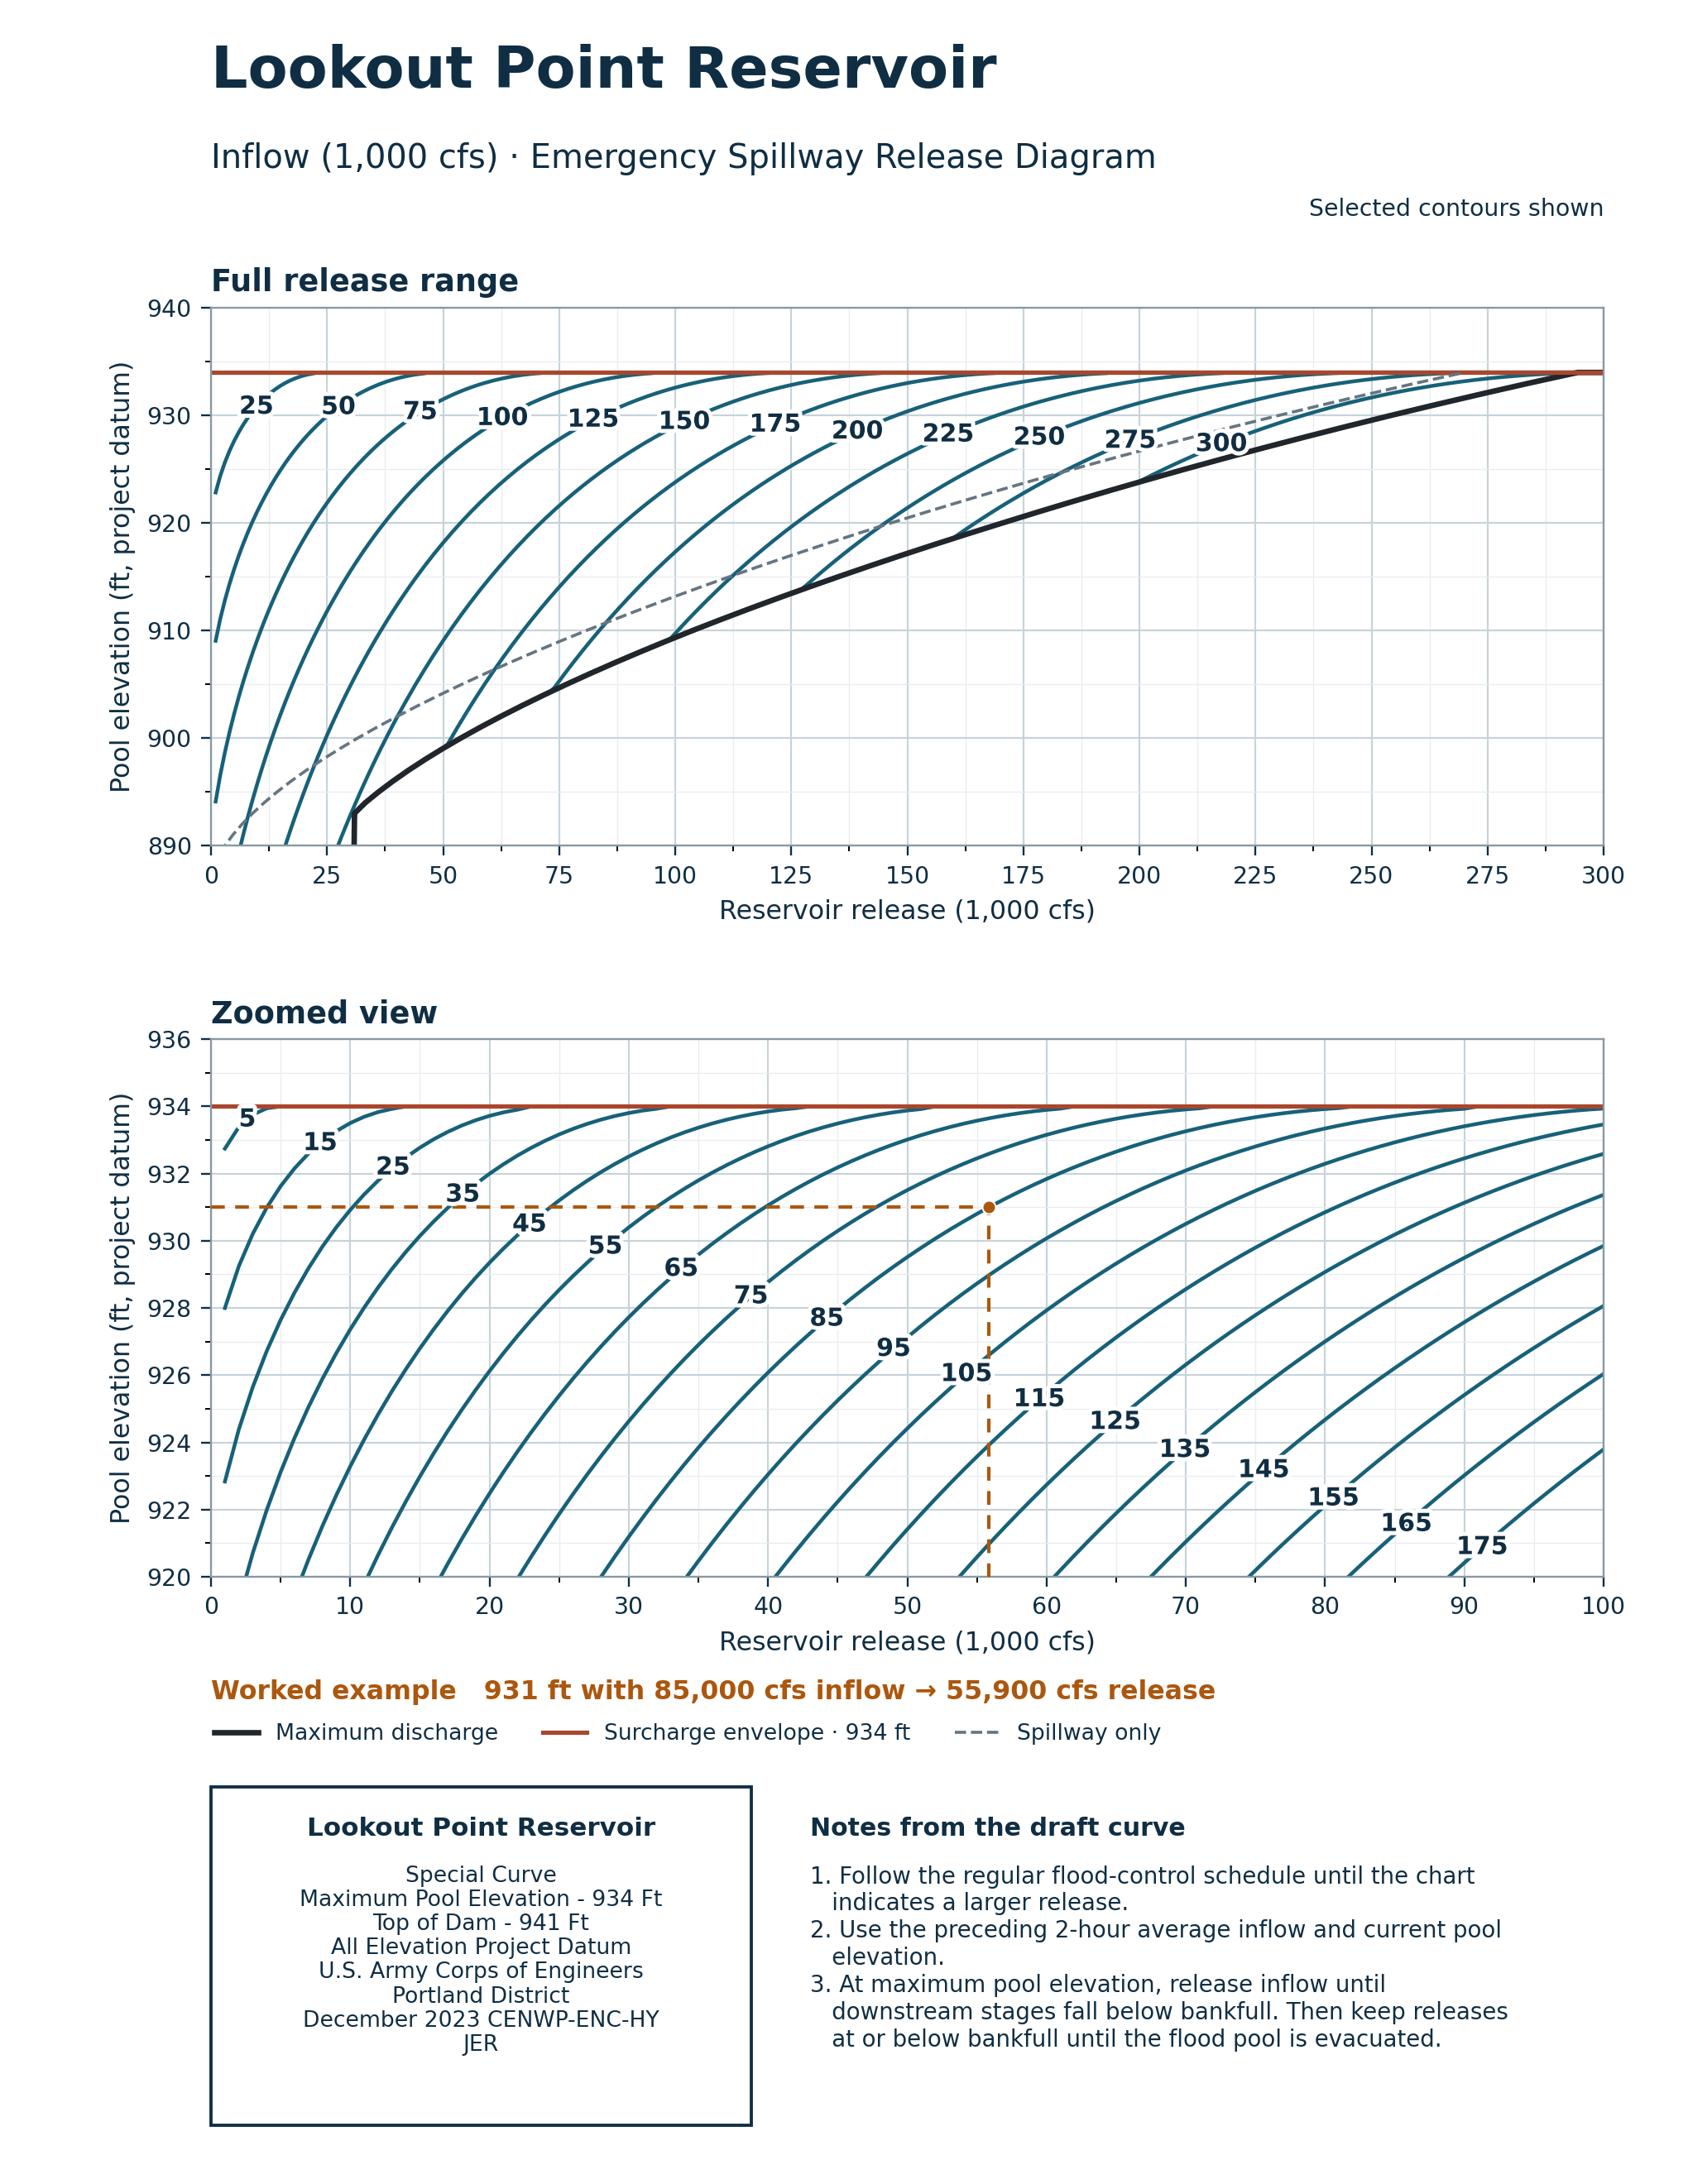 Lookout Point Reservoir
Inflow (1,000 cfs) · Emergency Spillway Release Diagram
Selected contours shown
Full release range
940
930
920
910
900
890
Pool elevation (ft, project datum)
25
50
75
100
125
150
175
200
225
250
275
300
0
25
50
75
100
125
150
175
200
225
250
275
300
Reservoir release (1,000 cfs)
Zoomed view
936
934
932
930
928
926
924
922
920
Pool elevation (ft, project datum)
5
15
25
35
45
55
65
75
85
95
105
115
125
135
145
155
165
175
0
10
20
30
40
50
60
70
80
90
100
Reservoir release (1,000 cfs)
Worked example 931 ft with 85,000 cfs inflow → 55,900 cfs release
Maximum discharge
Surcharge envelope · 934 ft
Spillway only
Lookout Point Reservoir
Special Curve
Maximum Pool Elevation - 934 Ft
Top of Dam - 941 Ft
All Elevation Project Datum
U.S. Army Corps of Engineers
Portland District
December 2023 CENWP-ENC-HY
JER
Notes from the draft curve
1. Follow the regular flood-control schedule until the chart
indicates a larger release.
2. Use the preceding 2-hour average inflow and current pool
elevation.
3. At maximum pool elevation, release inflow until
downstream stages fall below bankfull. Then keep releases
at or below bankfull until the flood pool is evacuated.